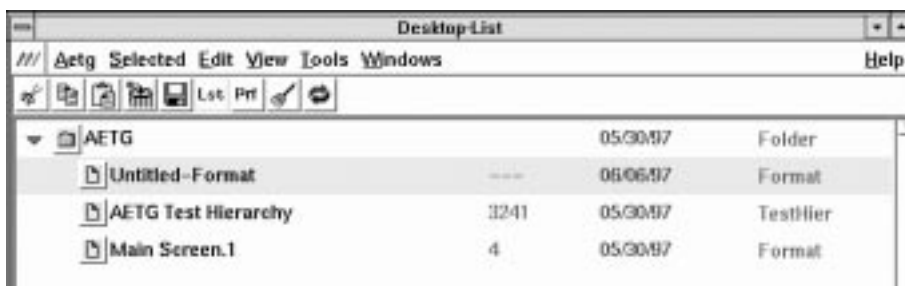 Desktop-List
/// Aetg Selected Edit View Tools Windows Help
Lst Prf
AETG 05/30/97 Folder
Untitled-Format --- 06/06/97 Format
AETG Test Hierarchy 3241 05/30/97 TestHier
Main Screen.1 4 05/30/97 Format